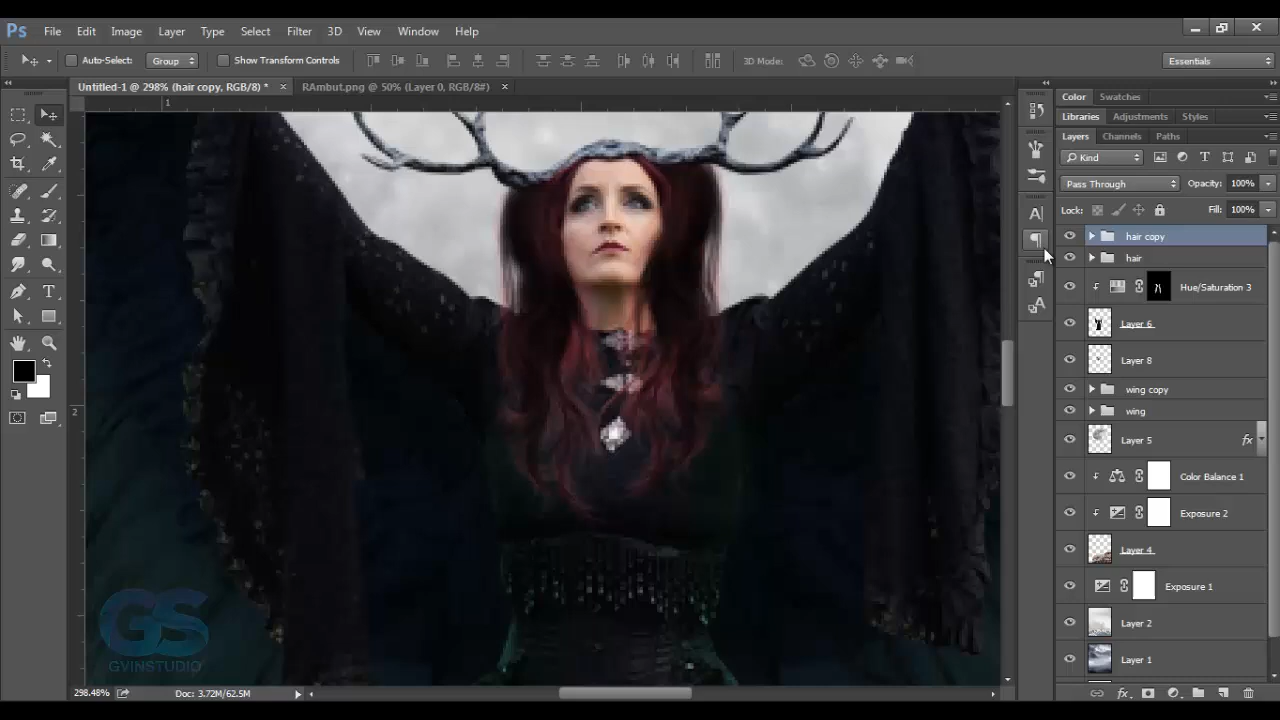 Ps File Edit Image Layer Type Select Filter 3D View Window Help
Auto-Select: Group Show Transform Controls 3D Mode: Essentials
Untitled-1 @ 298% (hair copy, RGB/8) * × RAmbut.png @ 50% (Layer 0, RGB/8#) ×
1
2
GS
GVINSTUDIO
298.48% Doc: 3.72M/62.5M
Color Swatches
Libraries Adjustments Styles
Layers Channels Paths
Kind
Pass Through Opacity: 100%
Lock: Fill: 100%
hair copy
hair
Hue/Saturation 3
Layer 6
Layer 8
wing copy
wing
Layer 5 fx
Color Balance 1
Exposure 2
Layer 4
Exposure 1
Layer 2
Layer 1
fx